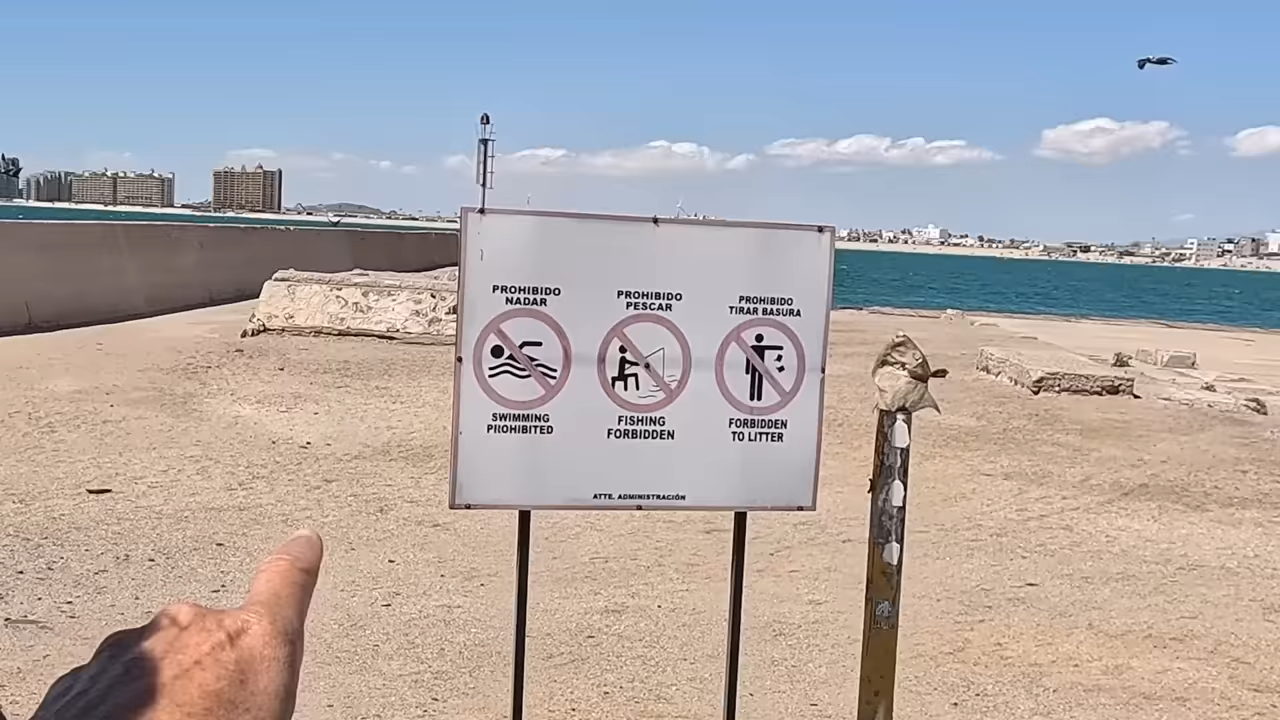 PROHIBIDO
NADAR
SWIMMING
PROHIBITED
PROHIBIDO
PESCAR
FISHING
FORBIDDEN
PROHIBIDO
TIRAR BASURA
FORBIDDEN
TO LITTER
ATTE. ADMINISTRACIÓN